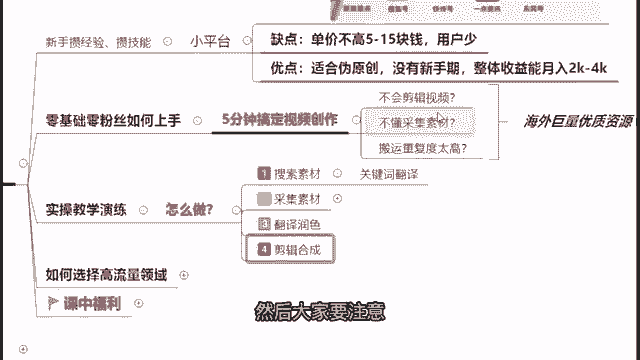 新手攒经验、攒技能
小平台
缺点：单价不高5-15块钱，用户少
优点：适合伪原创，没有新手期，整体收益能月入2k-4k
零基础零粉丝如何上手
5分钟搞定视频创作
不会剪辑视频？
不懂采集素材？
搬运重复度太高？
海外巨量优质资源
实操教学演练
怎么做？
1 搜索素材
关键词翻译
采集素材
3 翻译润色
4 剪辑合成
如何选择高流量领域
课中福利
然后大家要注意